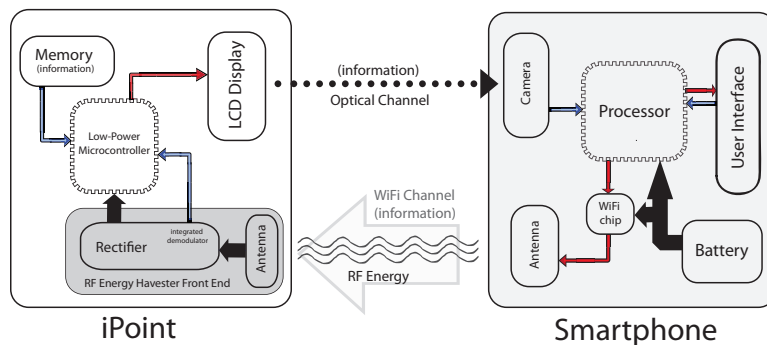 Memory
(information)
LCD Display
Low-Power
Microcontroller
Rectifier
integrated
demodulator
Antenna
RF Energy Havester Front End
iPoint
(information)
Optical Channel
WiFi Channel
(information)
RF Energy
Camera
Processor
User Interface
WiFi
chip
Antenna
Battery
Smartphone